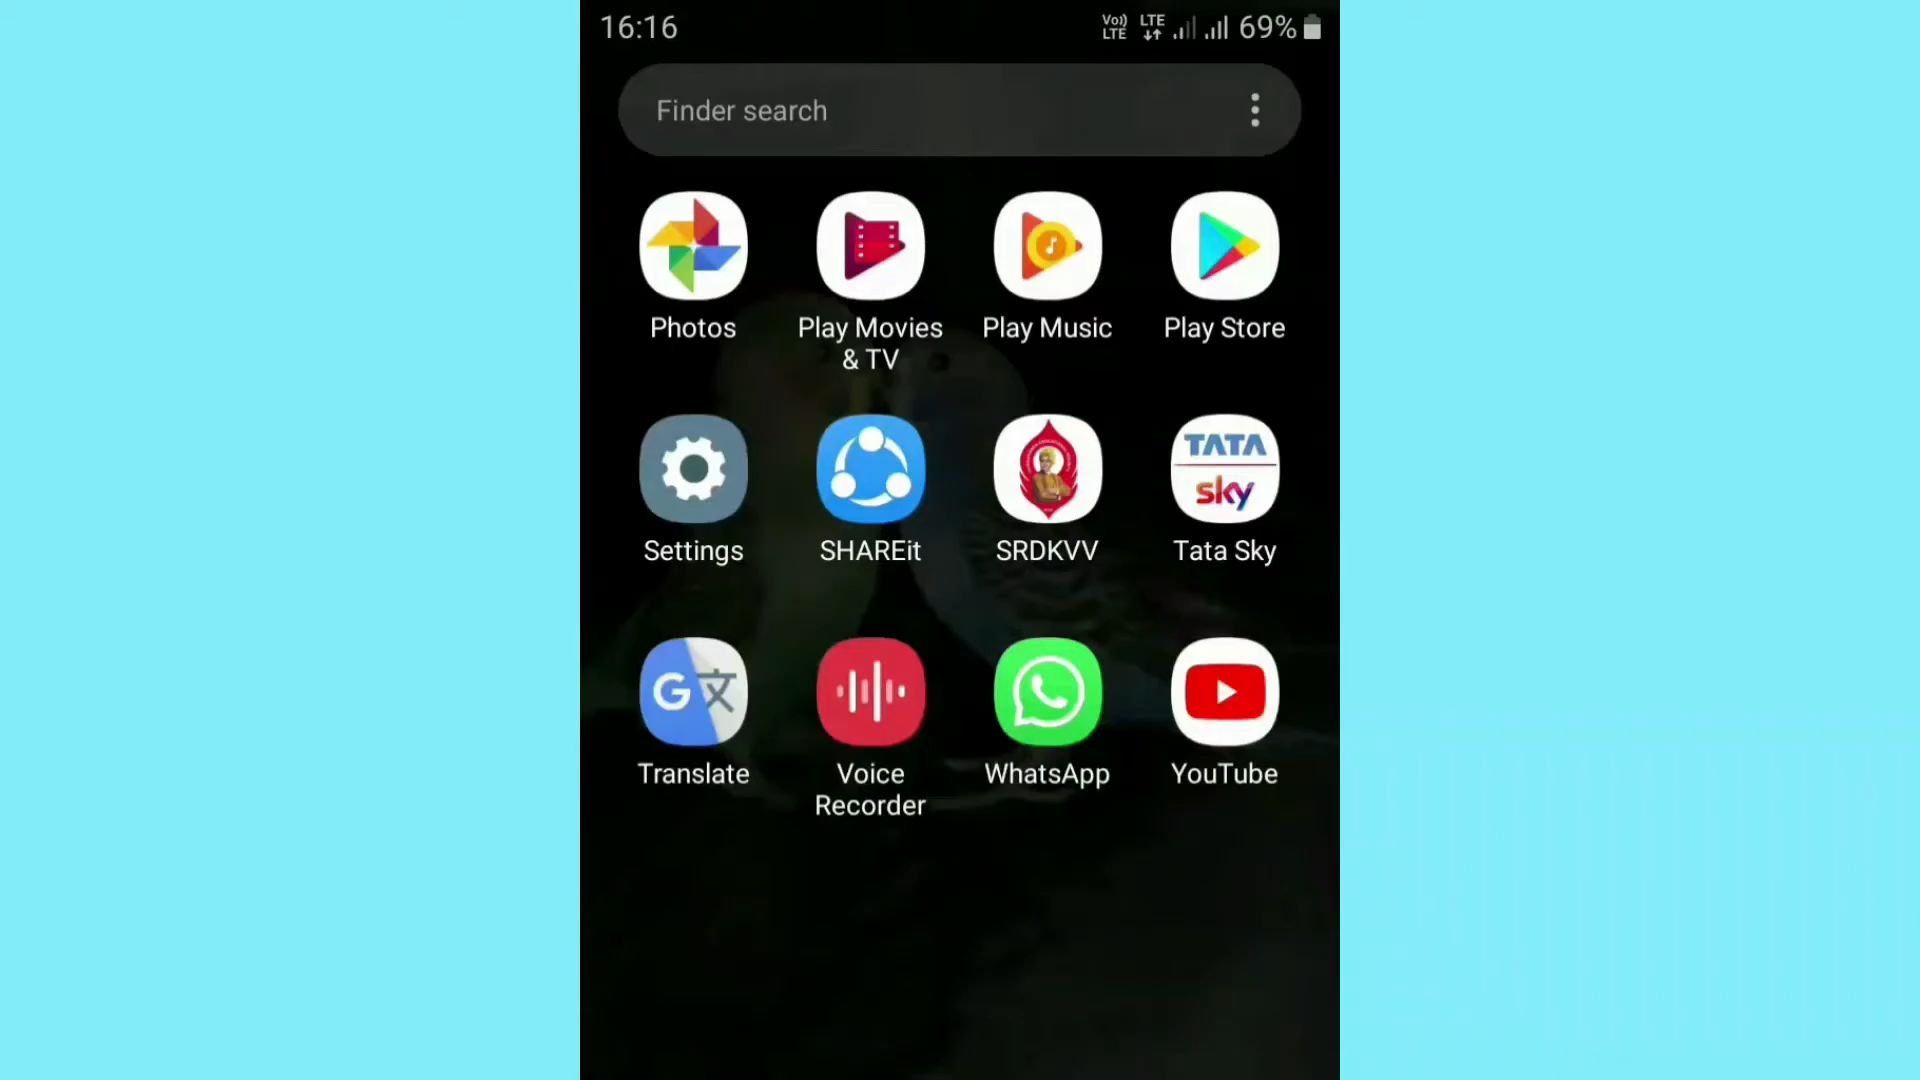 16:16
Vo)) LTE LTE 69%
Finder search
Photos
Play Movies & TV
Play Music
Play Store
TATA
sky
Settings
SHAREit
SRDKVV
Tata Sky
G 文
Translate
Voice Recorder
WhatsApp
YouTube